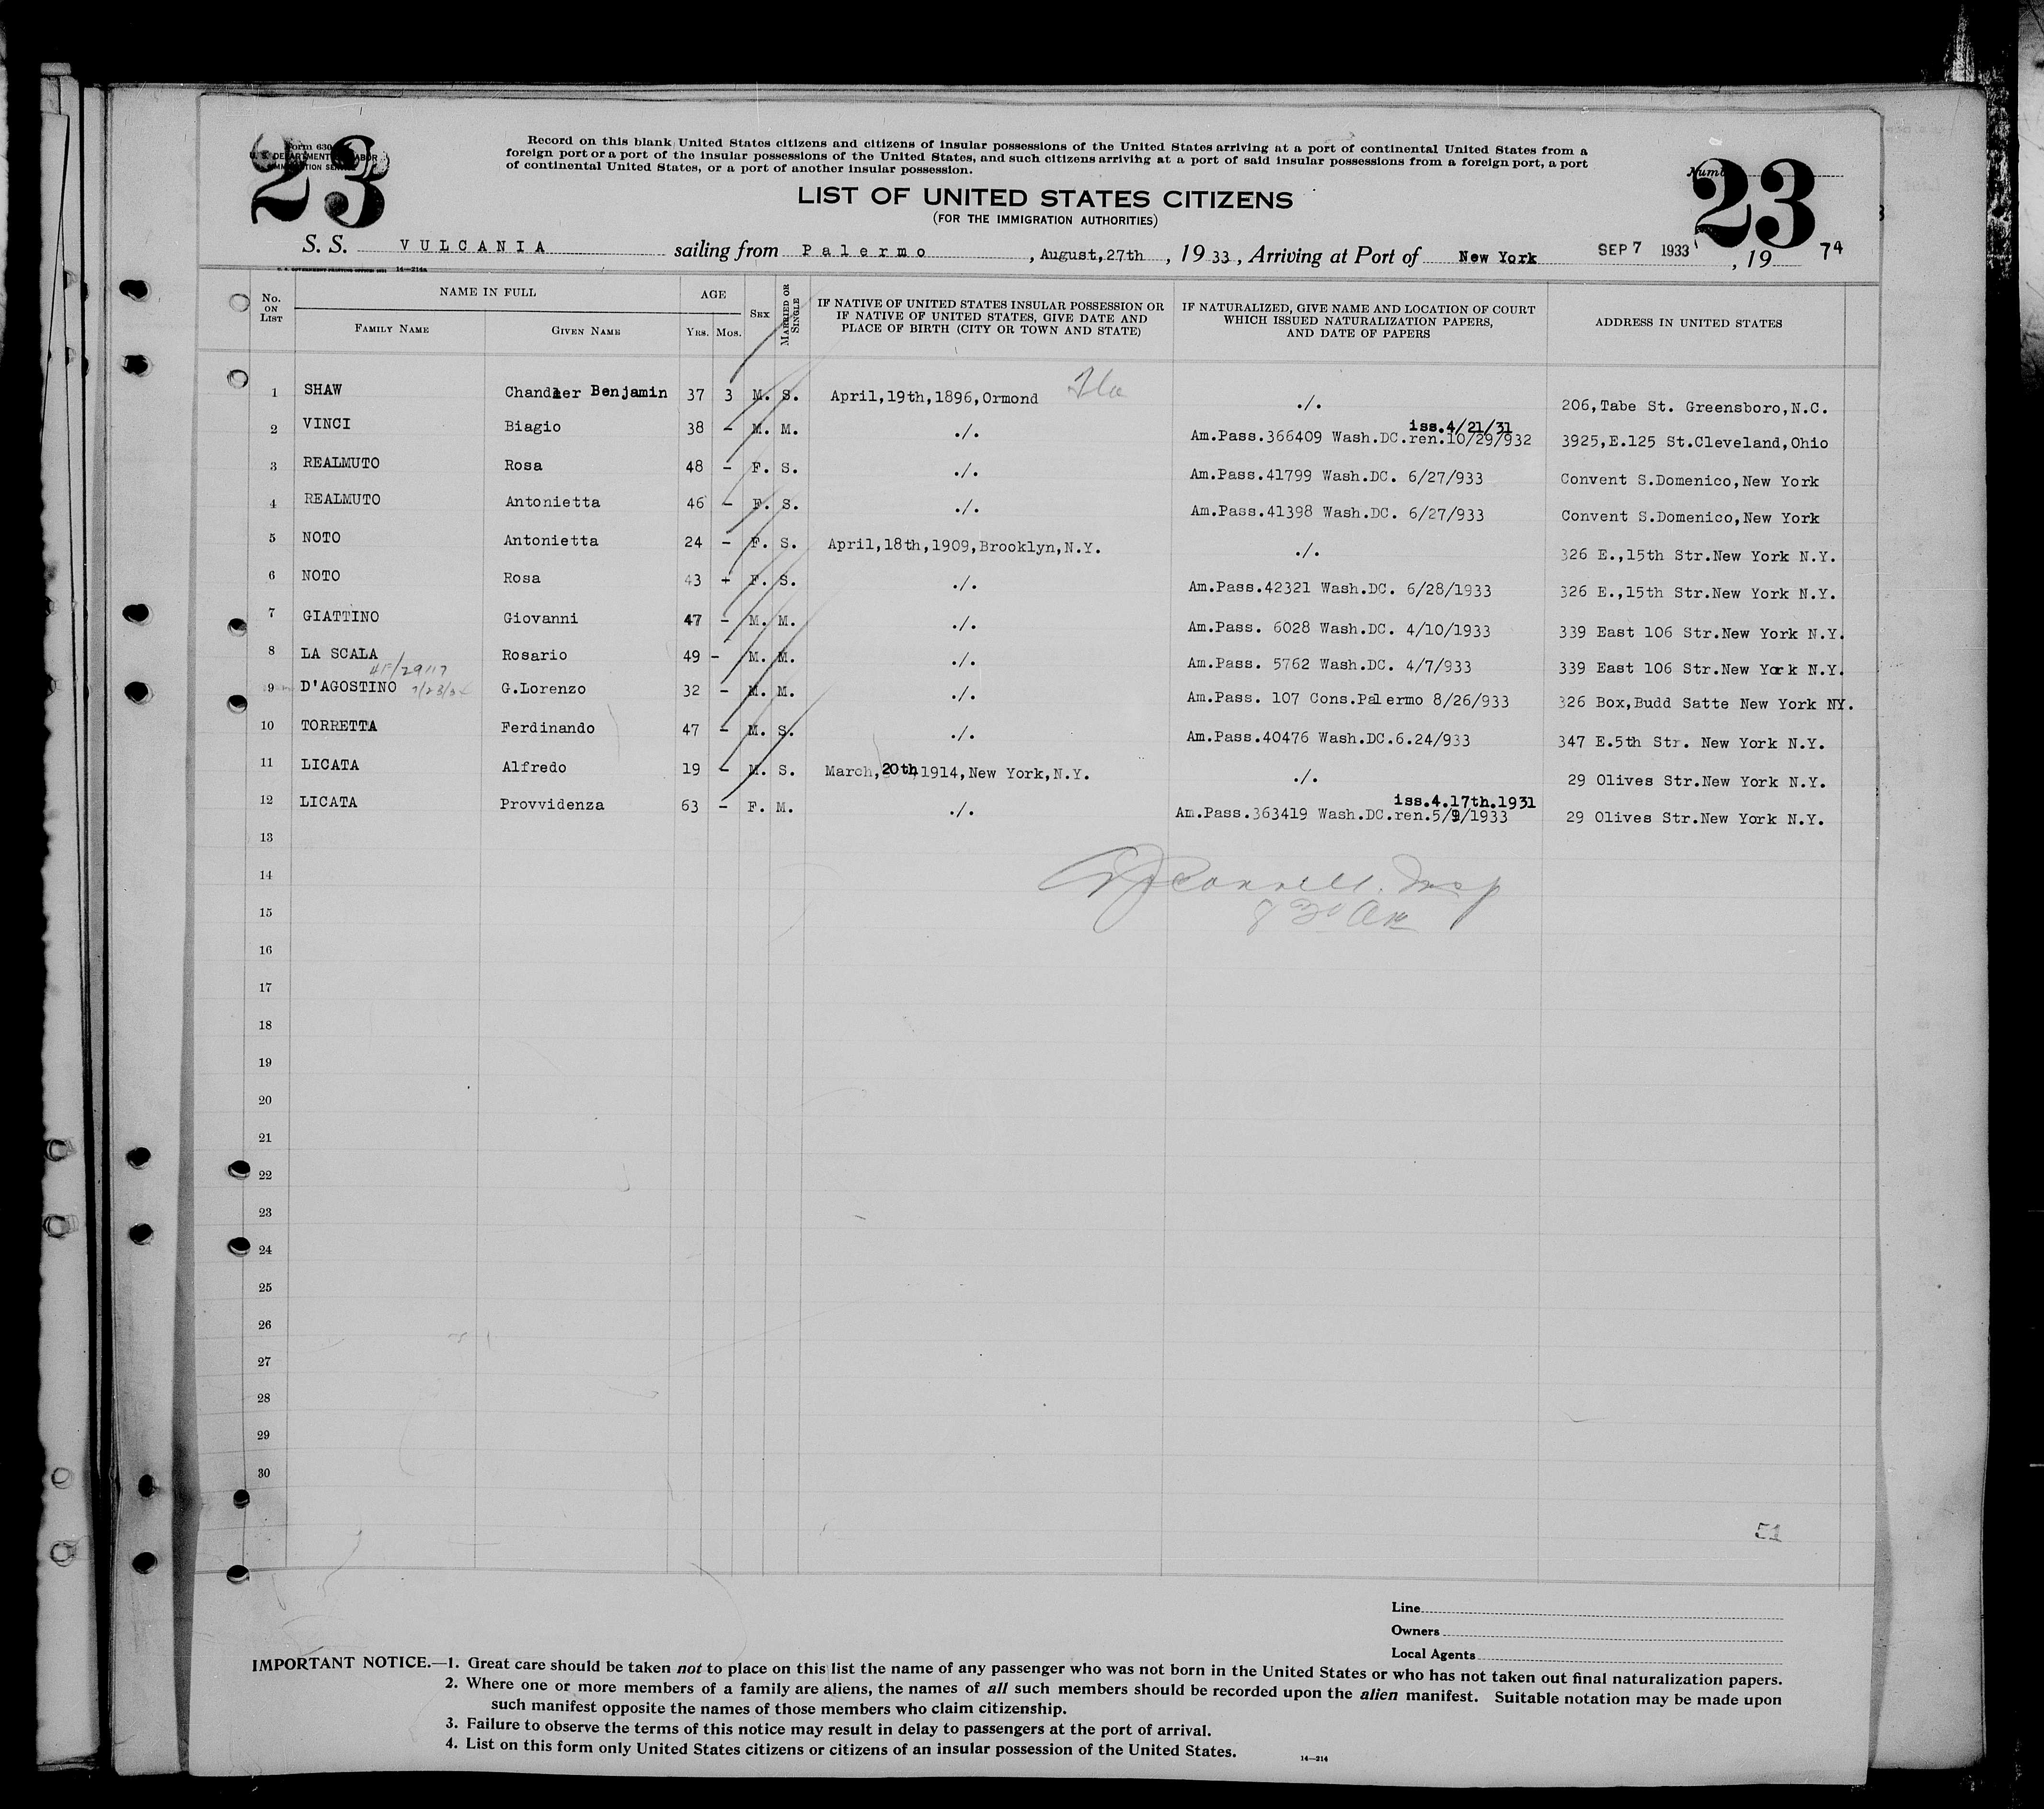 23
Form 630
U. S. DEPARTMENT OF LABOR
IMMIGRATION SERVICE
Record on this blank United States citizens and citizens of insular possessions of the United States arriving at a port of continental United States from a
foreign port or a port of the insular possessions of the United States, and such citizens arriving at a port of said insular possessions from a foreign port, a port
of continental United States, or a port of another insular possession.
Number 23
LIST OF UNITED STATES CITIZENS
(FOR THE IMMIGRATION AUTHORITIES)
S. S. VULCANIA sailing from Palermo, August,27th, 19 33, Arriving at Port of New York SEP 7 1933, 19 74
U. S. GOVERNMENT PRINTING OFFICE: 1931 14—214a
No. ON LIST NAME IN FULL FAMILY NAME GIVEN NAME AGE YRS. MOS. SEX MARRIED OR SINGLE IF NATIVE OF UNITED STATES INSULAR POSSESSION OR IF NATIVE OF UNITED STATES, GIVE DATE AND PLACE OF BIRTH (CITY OR TOWN AND STATE) IF NATURALIZED, GIVE NAME AND LOCATION OF COURT WHICH ISSUED NATURALIZATION PAPERS, AND DATE OF PAPERS ADDRESS IN UNITED STATES
1 SHAW Chandler Benjamin 37 3 M. S. April,19th,1896,Ormond Fla ./. 206,Tabe St. Greensboro,N.C.
2 VINCI Biagio 38 - M. M. ./. Am.Pass.366409 Wash.DC. iss.4/21/31 ren.10/29/932 3925,E.125 St.Cleveland,Ohio
3 REALMUTO Rosa 48 - F. S. ./. Am.Pass.41799 Wash.DC. 6/27/933 Convent S.Domenico,New York
4 REALMUTO Antonietta 46 - F. S. ./. Am.Pass.41398 Wash.DC. 6/27/933 Convent S.Domenico,New York
5 NOTO Antonietta 24 - F. S. April,18th,1909,Brooklyn,N.Y. ./. 326 E.,15th Str.New York N.Y.
6 NOTO Rosa 43 - F. S. ./. Am.Pass.42321 Wash.DC. 6/28/1933 326 E.,15th Str.New York N.Y.
7 GIATTINO Giovanni 47 - M. M. ./. Am.Pass. 6028 Wash.DC. 4/10/1933 339 East 106 Str.New York N.Y.
8 LA SCALA Rosario 49 - M. M. ./. Am.Pass. 5762 Wash.DC. 4/7/933 339 East 106 Str.New York N.Y.
9 D'AGOSTINO G.Lorenzo 32 - M. M. ./. Am.Pass. 107 Cons.Palermo 8/26/933 326 Box,Budd Satte New York NY.
10 TORRETTA Ferdinando 47 - M. S. ./. Am.Pass.40476 Wash.DC.6.24/933 347 E.5th Str. New York N.Y.
11 LICATA Alfredo 19 - M. S. March,20th,1914,New York,N.Y. ./. 29 Olives Str.New York N.Y.
12 LICATA Provvidenza 63 - F. M. ./. Am.Pass.363419 Wash.DC. iss.4.17th.1931 ren.5/9/1933 29 Olives Str.New York N.Y.
13
14
15
8 30 Am
16
17
18
19
20
21
22
23
24
25
26
27
28
29
30
51
Line
Owners
Local Agents
IMPORTANT NOTICE.—1. Great care should be taken not to place on this list the name of any passenger who was not born in the United States or who has not taken out final naturalization papers.
2. Where one or more members of a family are aliens, the names of all such members should be recorded upon the alien manifest. Suitable notation may be made upon
such manifest opposite the names of those members who claim citizenship.
3. Failure to observe the terms of this notice may result in delay to passengers at the port of arrival.
4. List on this form only United States citizens or citizens of an insular possession of the United States.
14—214